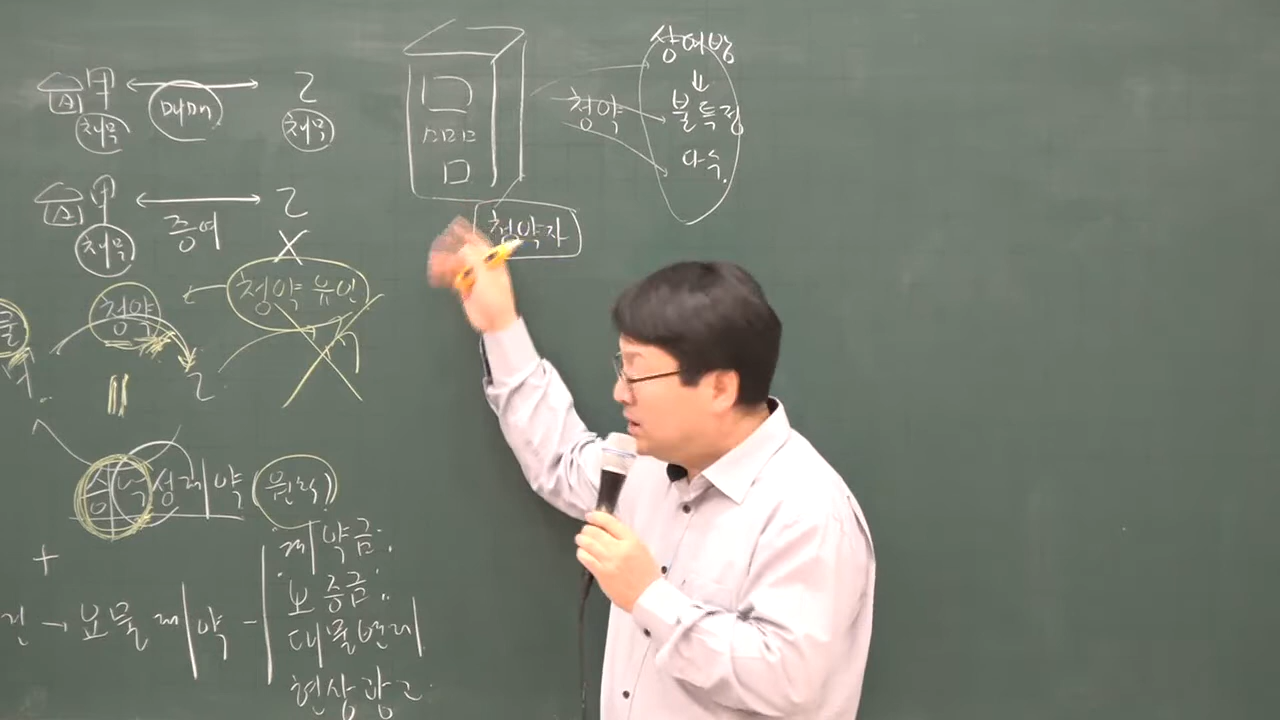 甲 매매 乙
채무 채무
甲 증여 乙
채무 X
청약 청약 유인
乙
승낙 성계약 (원칙)
+
계약금.
→ 요물계약 - 보증금..
대물변제
현상광고.
청약
상대방
불특정
다수.
청약자